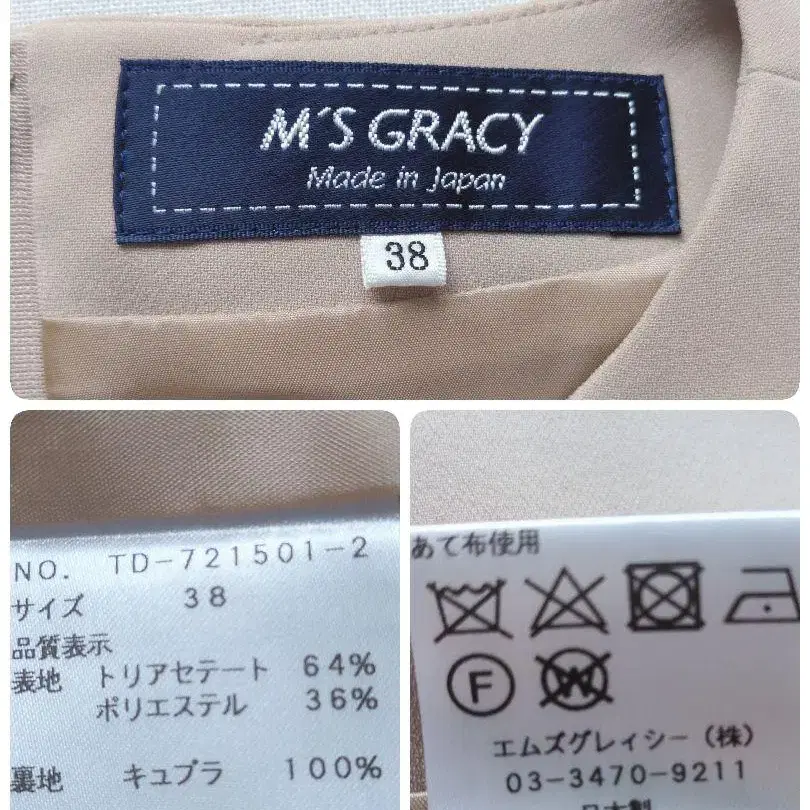 M'S GRACY
Made in Japan
38
NO. TD-721501-2
サイズ 38
品質表示
表地 トリアセテート 64%
ポリエステル 36%
裏地 キュプラ 100%
あて布使用
F
W
エムズグレイシー(株)
03-3470-9211
日本製